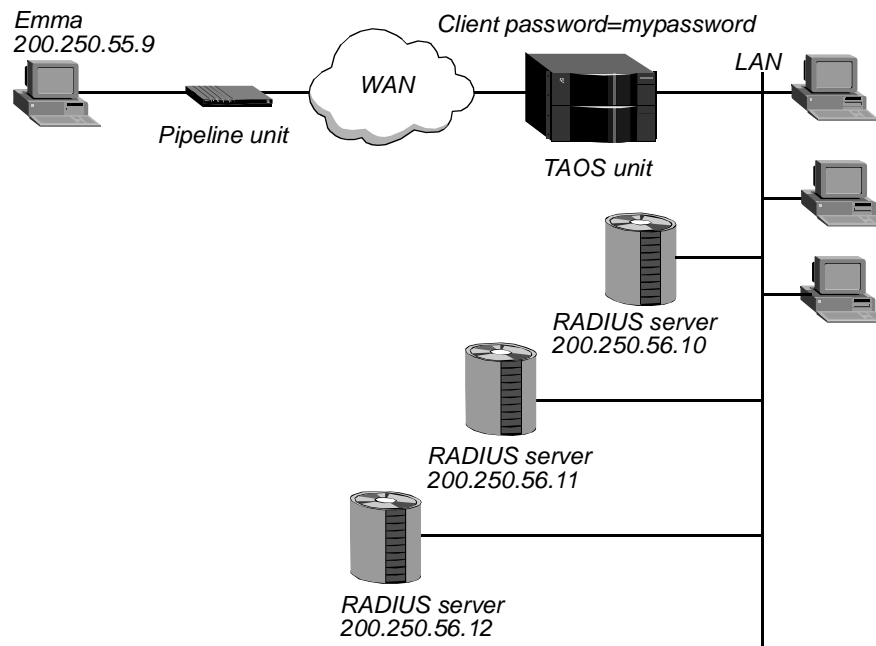 Emma
200.250.55.9
Client password=mypassword
LAN
WAN
Pipeline unit
TAOS unit
RADIUS server
200.250.56.10
RADIUS server
200.250.56.11
RADIUS server
200.250.56.12